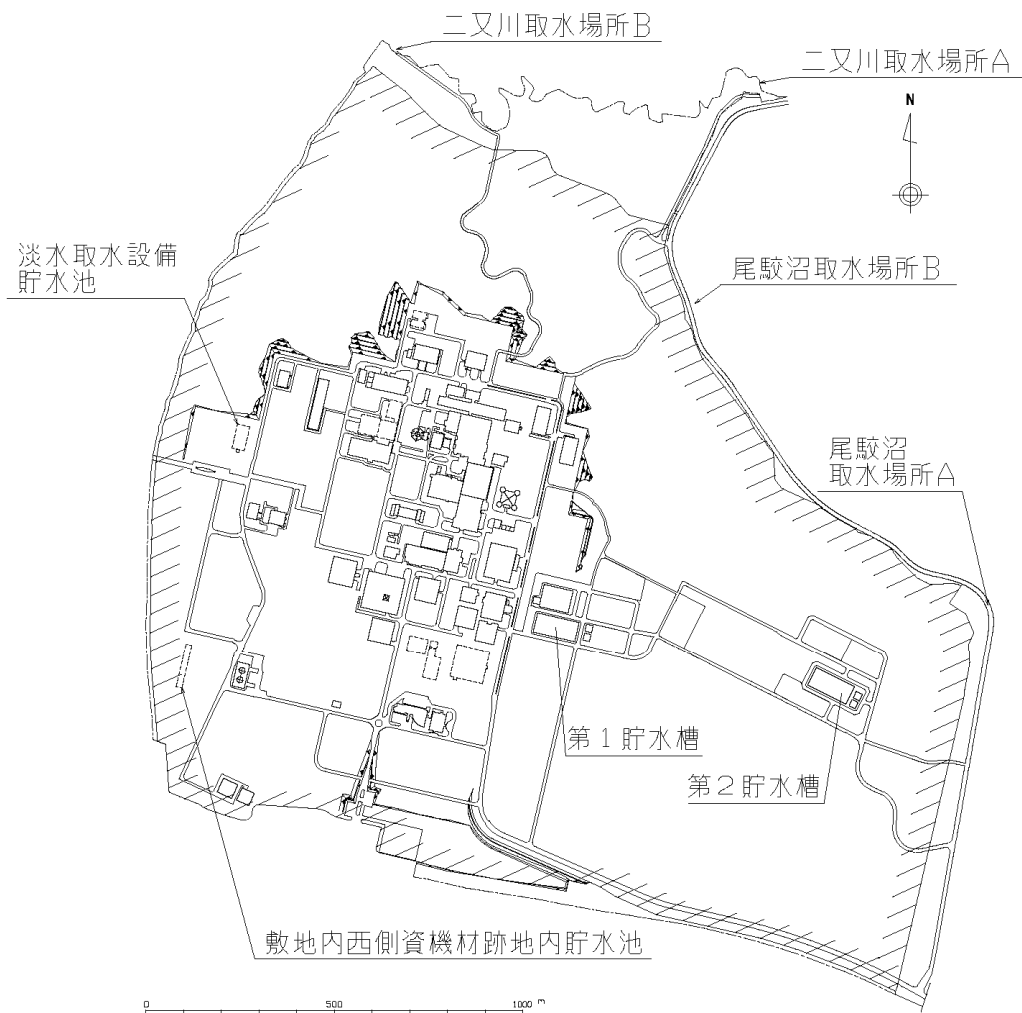 二又川取水場所B
二又川取水場所A
N
淡水取水設備
貯水池
尾駮沼取水場所B
尾駮沼
取水場所A
第1貯水槽
第2貯水槽
敷地内西側資機材跡地内貯水池
0 500 1000 m